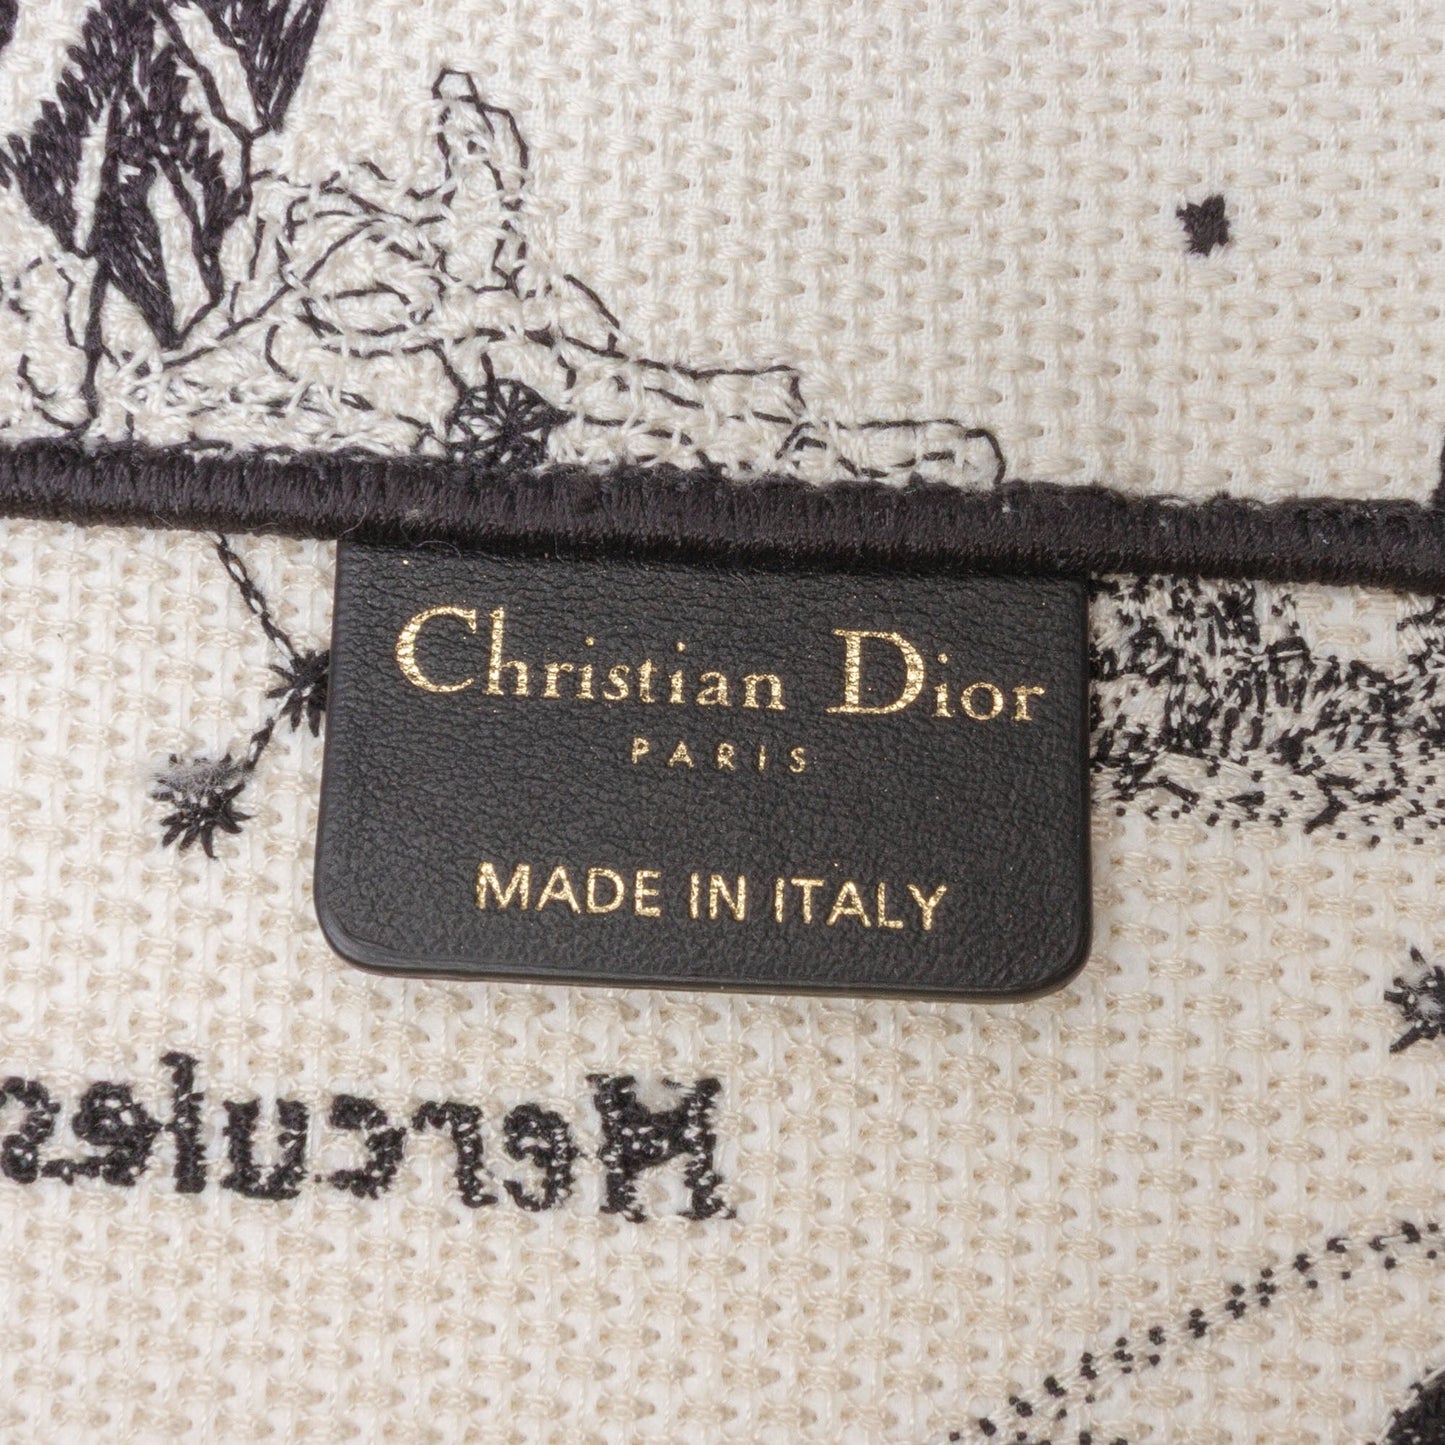 Christian Dior
PARIS
MADE IN ITALY
Hercules